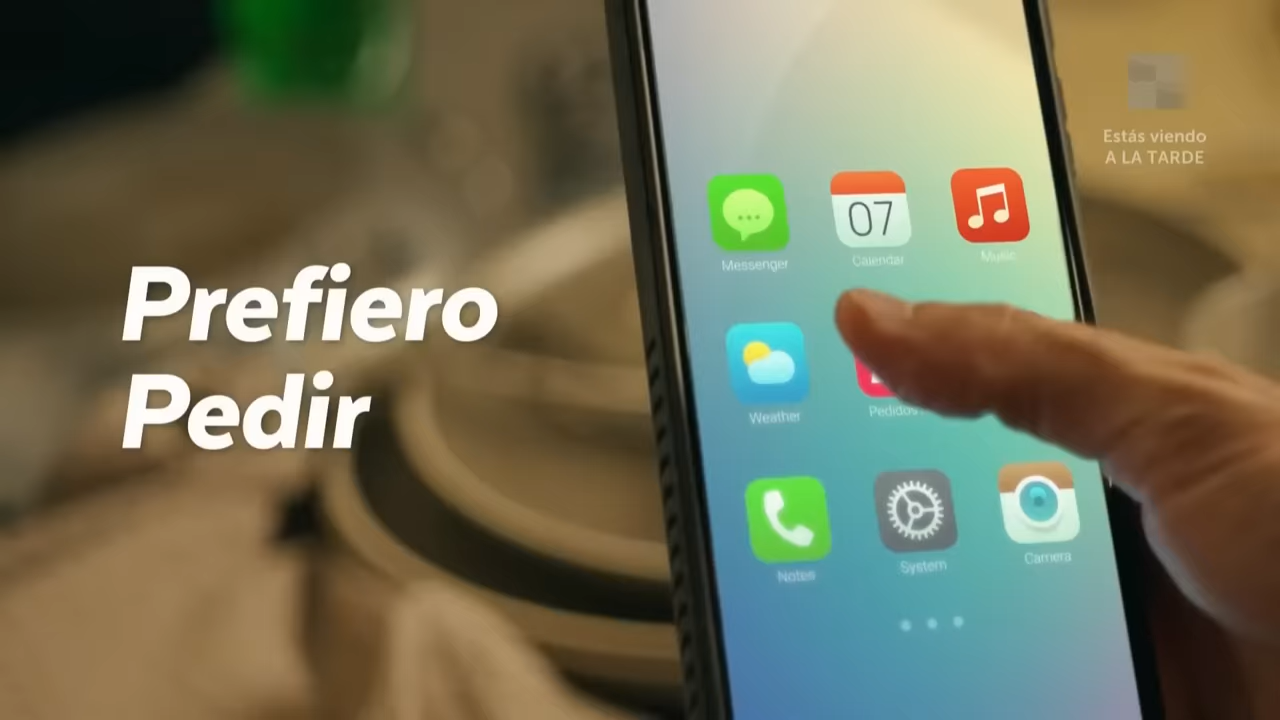 Estás viendo
A LA TARDE
Prefiero
Pedir
07
Messenger
Calendar
Music
Weather
Pedidos
Notes
System
Camera